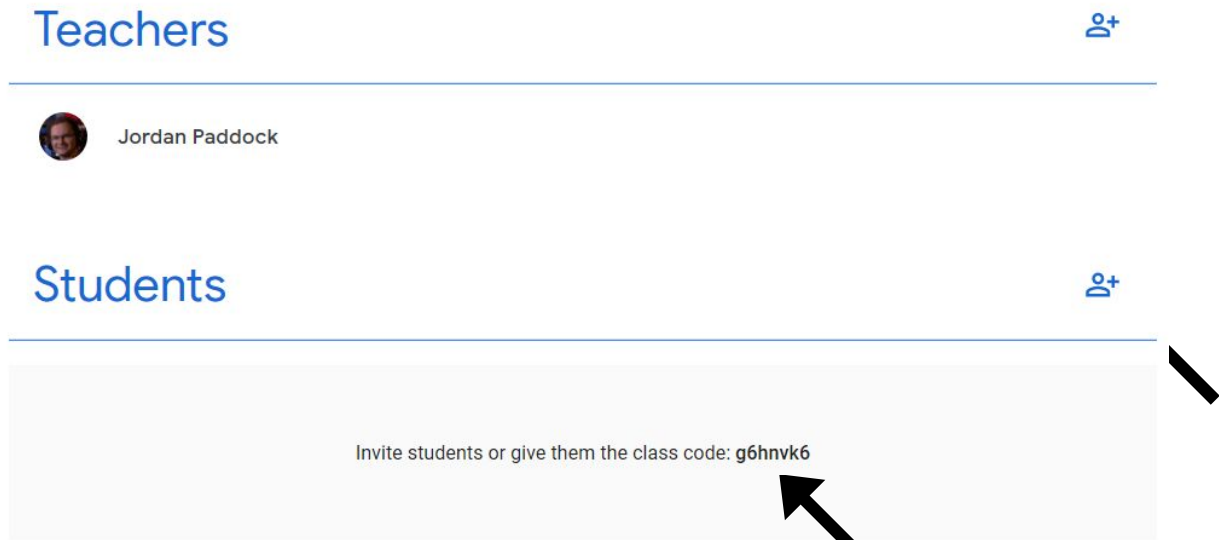 Teachers
Jordan Paddock
Students
Invite students or give them the class code: g6hnvk6